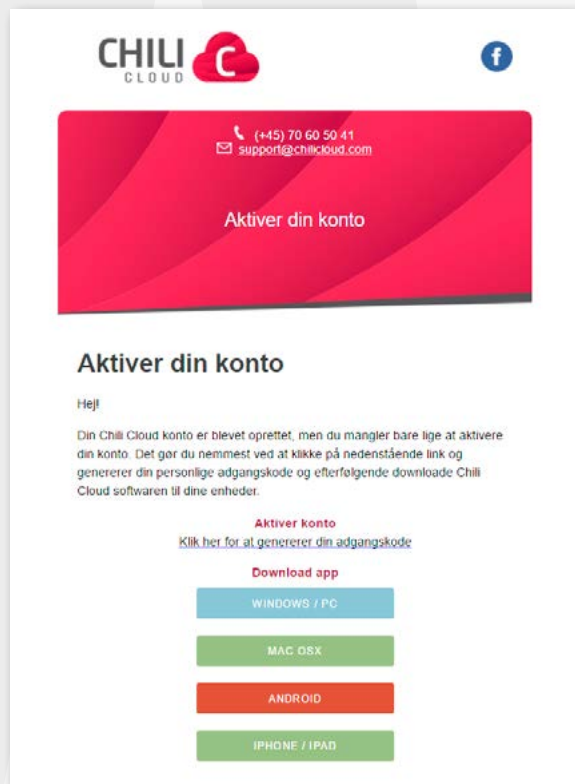 CHILI
CLOUD
C
f
(+45) 70 60 50 41
support@chilicloud.com
Aktiver din konto
Aktiver din konto
Hej!
Din Chili Cloud konto er blevet oprettet, men du mangler bare lige at aktivere
din konto. Det gør du nemmest ved at klikke på nedenstående link og
genererer din personlige adgangskode og efterfølgende downloade Chili
Cloud softwaren til dine enheder.
Aktiver konto
Klik her for at genererer din adgangskode
Download app
WINDOWS / PC
MAC OSX
ANDROID
IPHONE / IPAD